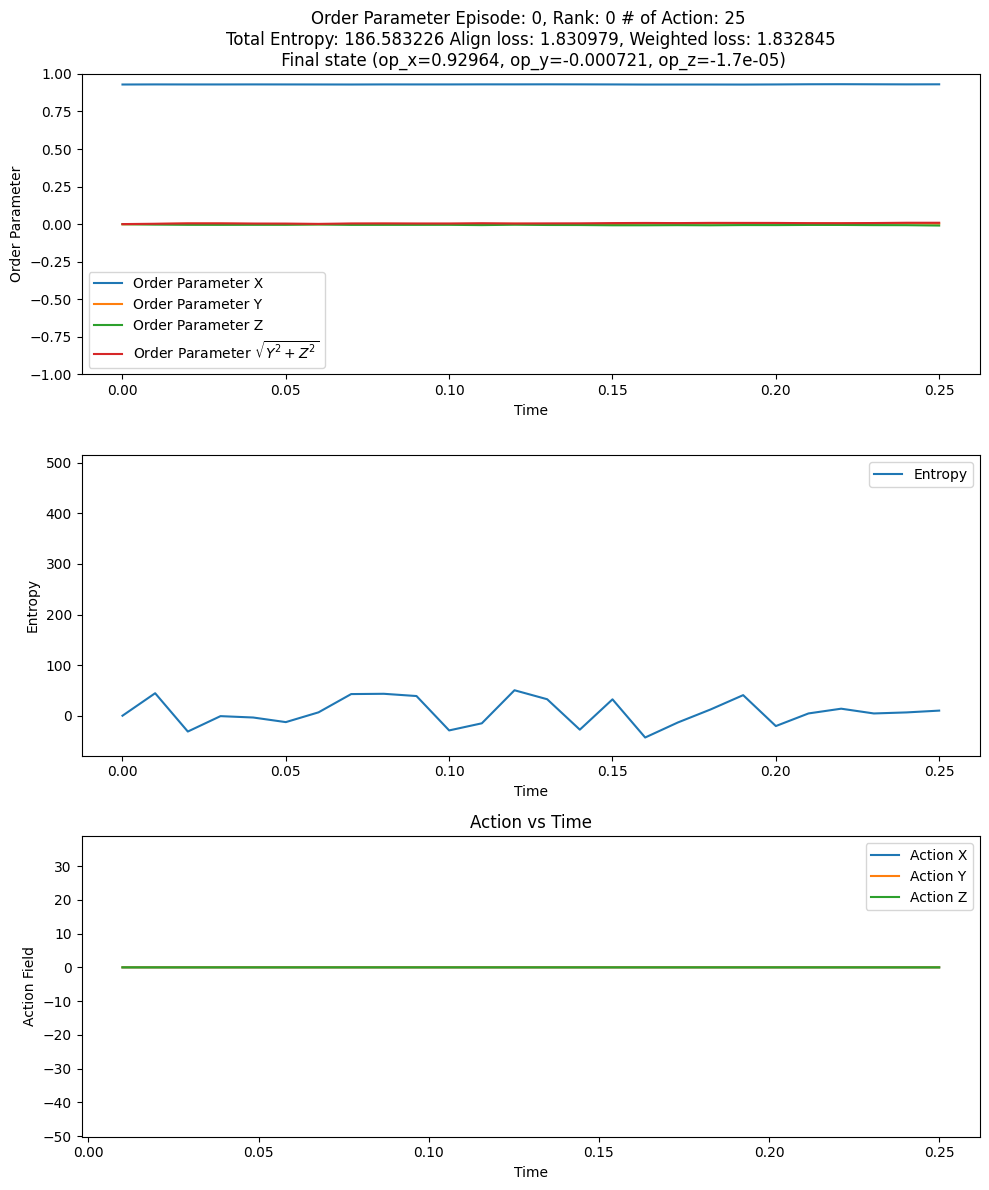 Order Parameter Episode: 0, Rank: 0 # of Action: 25
Total Entropy: 186.583226 Align loss: 1.830979, Weighted loss: 1.832845
Final state (op_x=0.92964, op_y=-0.000721, op_z=-1.7e-05)
1.00
0.75
0.50
0.25
0.00
−0.25
−0.50
−0.75
−1.00
Order Parameter
Order Parameter X
Order Parameter Y
Order Parameter Z
Order Parameter √Y² + Z²
0.00 0.05 0.10 0.15 0.20 0.25
Time
500
400
300
200
100
0
Entropy
Entropy
0.00 0.05 0.10 0.15 0.20 0.25
Time
Action vs Time
30
20
10
0
−10
−20
−30
−40
−50
Action Field
Action X
Action Y
Action Z
0.00 0.05 0.10 0.15 0.20 0.25
Time